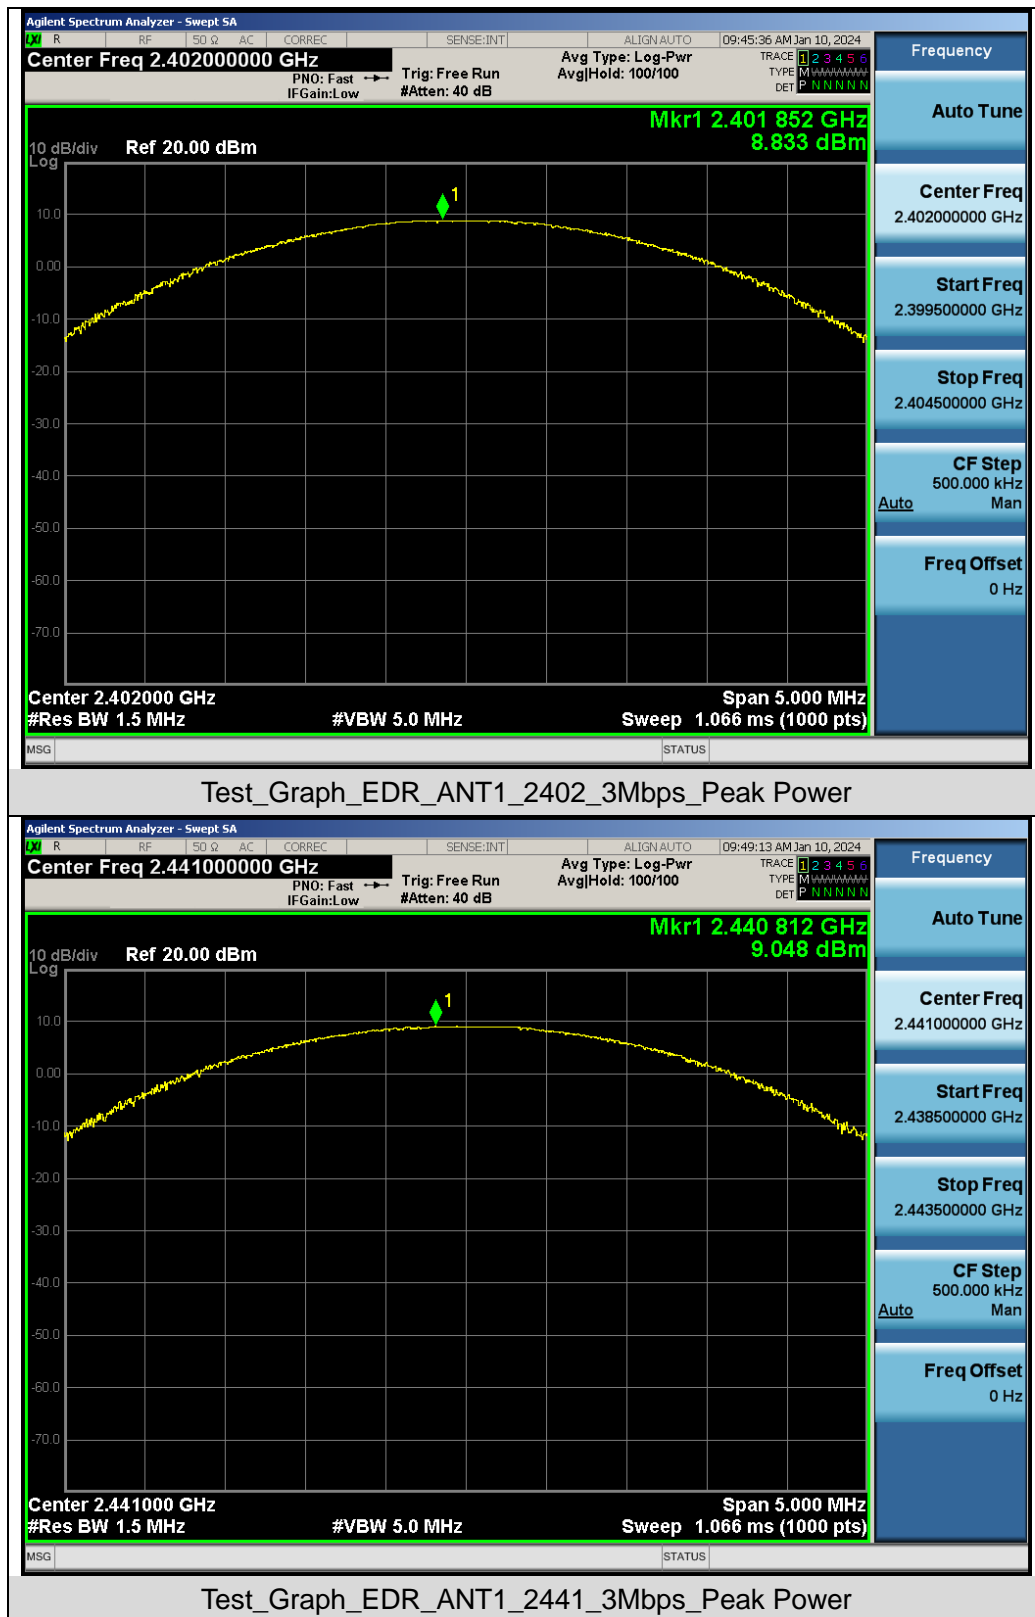 Agilent Spectrum Analyzer - Swept SA
LXI R RF 50 Ω AC CORREC SENSE:INT ALIGN AUTO 09:45:36 AM Jan 10, 2024
Center Freq 2.402000000 GHz
PNO: Fast
IFGain:Low
Trig: Free Run
#Atten: 40 dB
Avg Type: Log-Pwr
Avg|Hold: 100/100
TRACE 1 2 3 4 5 6
TYPE M WWWWW
DET P N N N N N
Mkr1 2.401 852 GHz
8.833 dBm
10 dB/div Ref 20.00 dBm
Log
1
10.0
0.00
-10.0
-20.0
-30.0
-40.0
-50.0
-60.0
-70.0
Center 2.402000 GHz Span 5.000 MHz
#Res BW 1.5 MHz #VBW 5.0 MHz Sweep 1.066 ms (1000 pts)
MSG STATUS
Frequency
Auto Tune
Center Freq
2.402000000 GHz
Start Freq
2.399500000 GHz
Stop Freq
2.404500000 GHz
CF Step
500.000 kHz
Auto Man
Freq Offset
0 Hz
Test_Graph_EDR_ANT1_2402_3Mbps_Peak Power
Agilent Spectrum Analyzer - Swept SA
LXI R RF 50 Ω AC CORREC SENSE:INT ALIGN AUTO 09:49:13 AM Jan 10, 2024
Center Freq 2.441000000 GHz
PNO: Fast
IFGain:Low
Trig: Free Run
#Atten: 40 dB
Avg Type: Log-Pwr
Avg|Hold: 100/100
TRACE 1 2 3 4 5 6
TYPE M WWWWW
DET P N N N N N
Mkr1 2.440 812 GHz
9.048 dBm
10 dB/div Ref 20.00 dBm
Log
1
10.0
0.00
-10.0
-20.0
-30.0
-40.0
-50.0
-60.0
-70.0
Center 2.441000 GHz Span 5.000 MHz
#Res BW 1.5 MHz #VBW 5.0 MHz Sweep 1.066 ms (1000 pts)
MSG STATUS
Frequency
Auto Tune
Center Freq
2.441000000 GHz
Start Freq
2.438500000 GHz
Stop Freq
2.443500000 GHz
CF Step
500.000 kHz
Auto Man
Freq Offset
0 Hz
Test_Graph_EDR_ANT1_2441_3Mbps_Peak Power